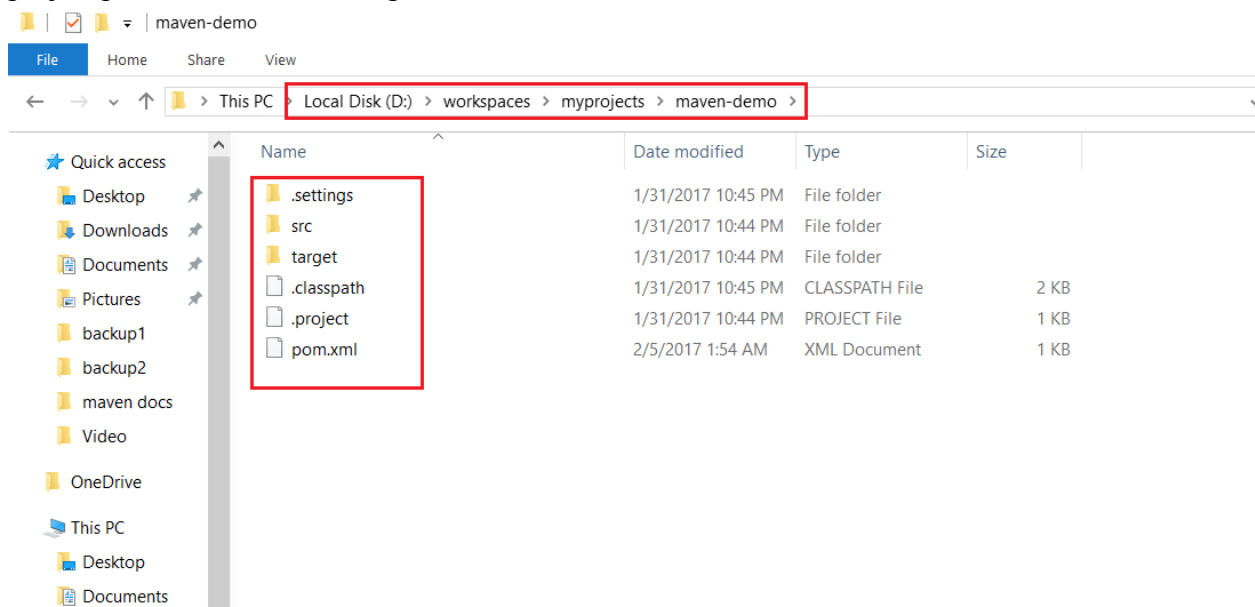 maven-demo
File Home Share View
This PC > Local Disk (D:) > workspaces > myprojects > maven-demo >
Name Date modified Type Size
Quick access
Desktop
Downloads
Documents
Pictures
backup1
backup2
maven docs
Video
OneDrive
This PC
Desktop
Documents
.settings 1/31/2017 10:45 PM File folder
src 1/31/2017 10:44 PM File folder
target 1/31/2017 10:44 PM File folder
.classpath 1/31/2017 10:45 PM CLASSPATH File 2 KB
.project 1/31/2017 10:44 PM PROJECT File 1 KB
pom.xml 2/5/2017 1:54 AM XML Document 1 KB